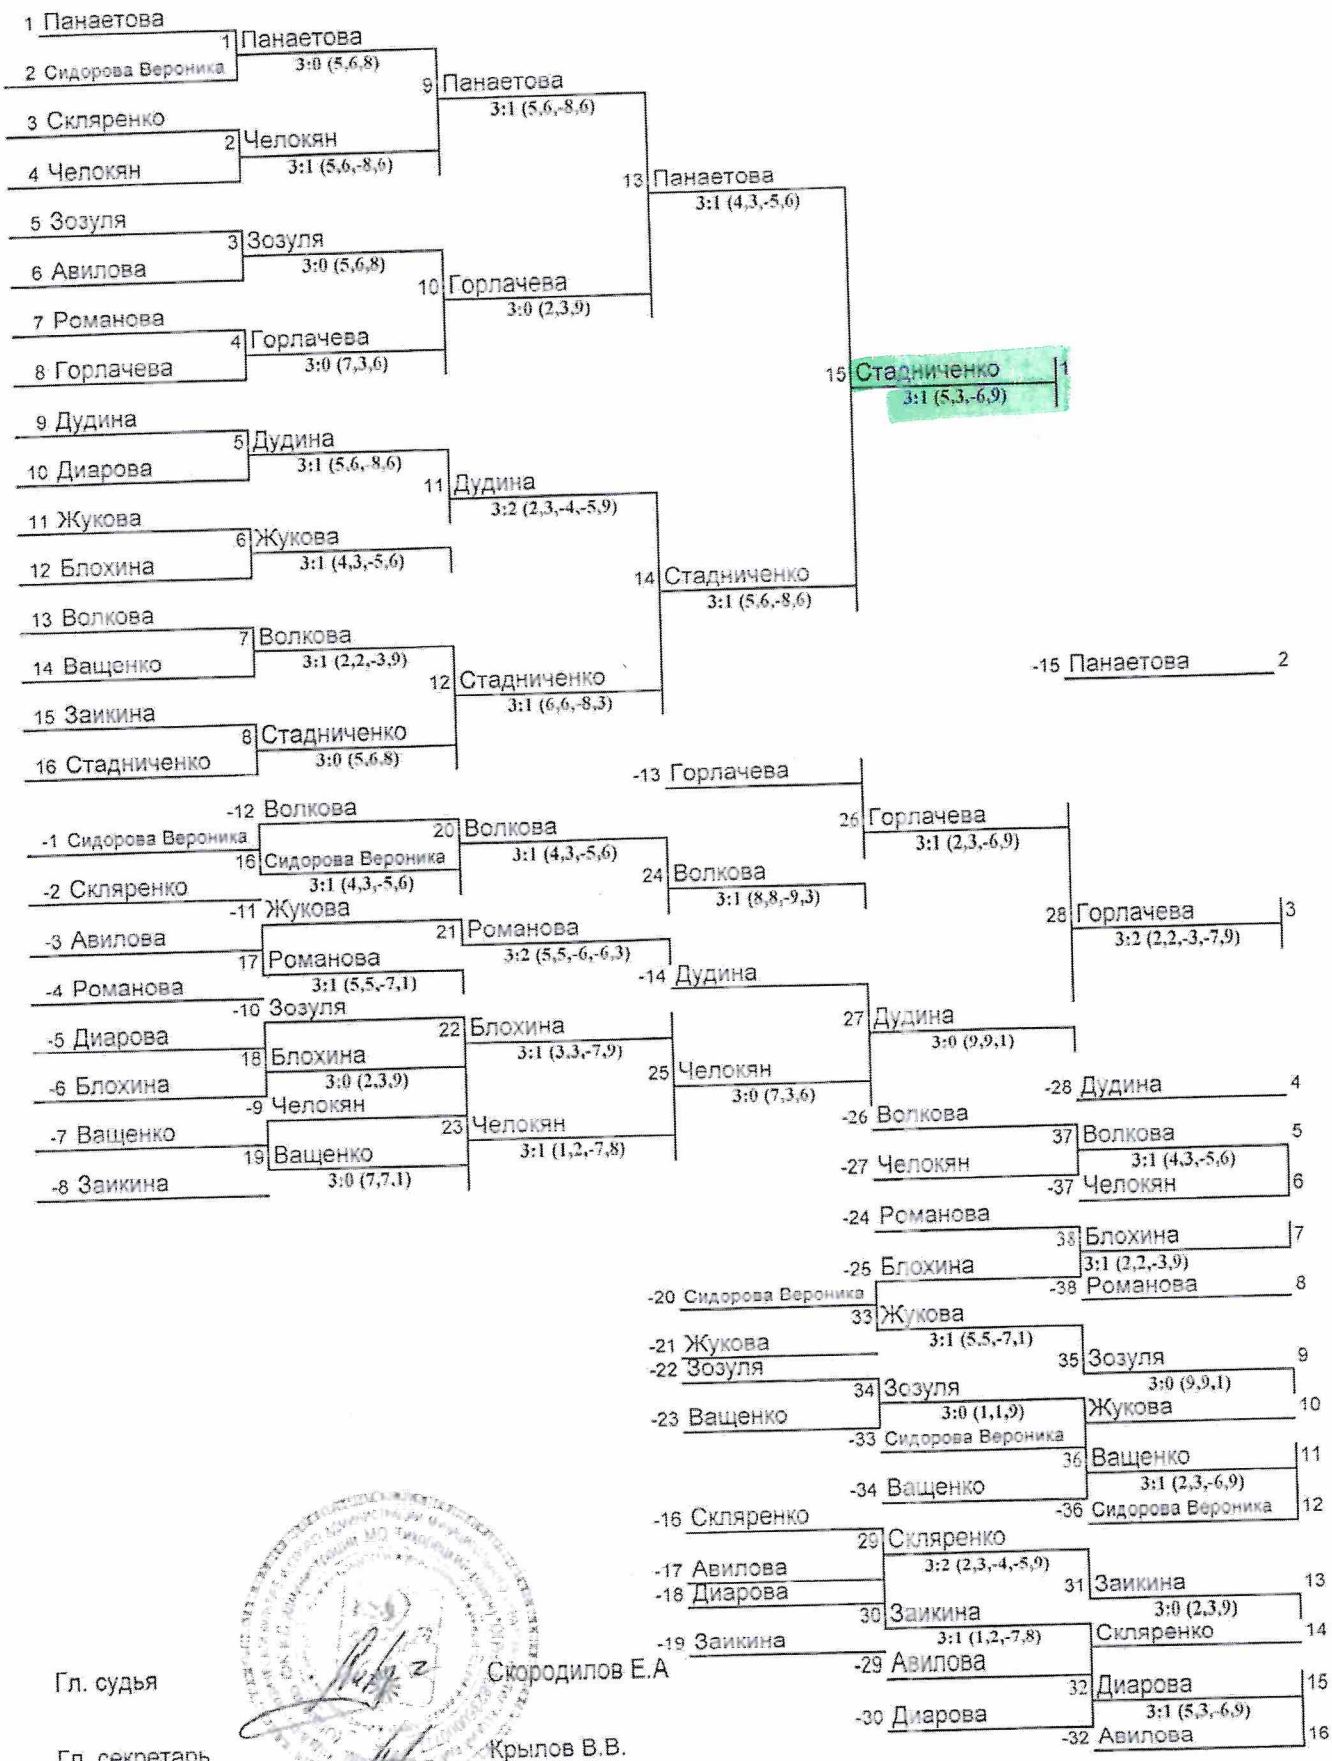 1 Панаетова
1 Панаетова
3:0 (5,6,8)
2 Сидорова Вероника
9 Панаетова
3:1 (5,6,-8,6)
3 Скляренко
2 Челокян
3:1 (5,6,-8,6)
4 Челокян
13 Панаетова
3:1 (4,3,-5,6)
5 Зозуля
3 Зозуля
3:0 (5,6,8)
6 Авилова
10 Горлачева
3:0 (2,3,9)
7 Романова
4 Горлачева
3:0 (7,3,6)
8 Горлачева
15 Стадниченко 1
3:1 (5,3,-6,9)
9 Дудина
5 Дудина
3:1 (5,6,-8,6)
10 Диарова
11 Дудина
3:2 (2,3,-4,-5,9)
11 Жукова
6 Жукова
3:1 (4,3,-5,6)
12 Блохина
14 Стадниченко
3:1 (5,6,-8,6)
13 Волкова
7 Волкова
3:1 (2,2,-3,9)
14 Ващенко
-15 Панаетова 2
12 Стадниченко
3:1 (6,6,-8,3)
15 Заикина
8 Стадниченко
3:0 (5,6,8)
16 Стадниченко
-13 Горлачева
-12 Волкова
26 Горлачева
3:1 (2,3,-6,9)
-1 Сидорова Вероника
20 Волкова
3:1 (4,3,-5,6)
16 Сидорова Вероника
3:1 (4,3,-5,6)
24 Волкова
3:1 (8,8,-9,3)
-2 Скляренко
-11 Жукова
28 Горлачева 3
3:2 (2,2,-3,-7,9)
-3 Авилова
21 Романова
3:2 (5,5,-6,-6,3)
17 Романова
3:1 (5,5,-7,1)
-14 Дудина
-4 Романова
-10 Зозуля
27 Дудина
3:0 (9,9,1)
-5 Диарова
22 Блохина
3:1 (3,3,-7,9)
18 Блохина
3:0 (2,3,9)
25 Челокян
3:0 (7,3,6)
-6 Блохина
-28 Дудина 4
-9 Челокян
-26 Волкова
-7 Ващенко
23 Челокян
3:1 (1,2,-7,8)
37 Волкова 5
3:1 (4,3,-5,6)
19 Ващенко
3:0 (7,7,1)
-27 Челокян
-8 Заикина
-37 Челокян 6
-24 Романова
38 Блохина 7
3:1 (2,2,-3,9)
-25 Блохина
-38 Романова 8
-20 Сидорова Вероника
33 Жукова
3:1 (5,5,-7,1)
-21 Жукова
35 Зозуля 9
3:0 (9,9,1)
-22 Зозуля
34 Зозуля
3:0 (1,1,9)
Жукова 10
-23 Ващенко
-33 Сидорова Вероника
36 Ващенко 11
3:1 (2,3,-6,9)
-34 Ващенко
-36 Сидорова Вероника 12
-16 Скляренко
29 Скляренко
3:2 (2,3,-4,-5,9)
-17 Авилова
31 Заикина 13
3:0 (2,3,9)
-18 Диарова
30 Заикина
3:1 (1,2,-7,8)
Скляренко 14
-19 Заикина
-29 Авилова
32 Диарова 15
3:1 (5,3,-6,9)
-30 Диарова
-32 Авилова 16
Гл. судья Скородилов Е.А
Гл. секретарь Крылов В.В.